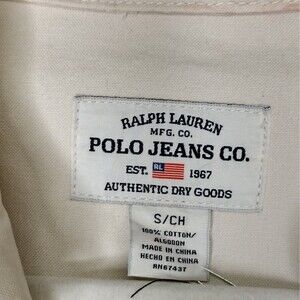 RALPH LAUREN
MFG. CO.
POLO JEANS CO.
EST. RL 1967
AUTHENTIC DRY GOODS
S/CH
100% COTTON/
ALGODON
MADE IN CHINA
HECHO EN CHINA
RN67437